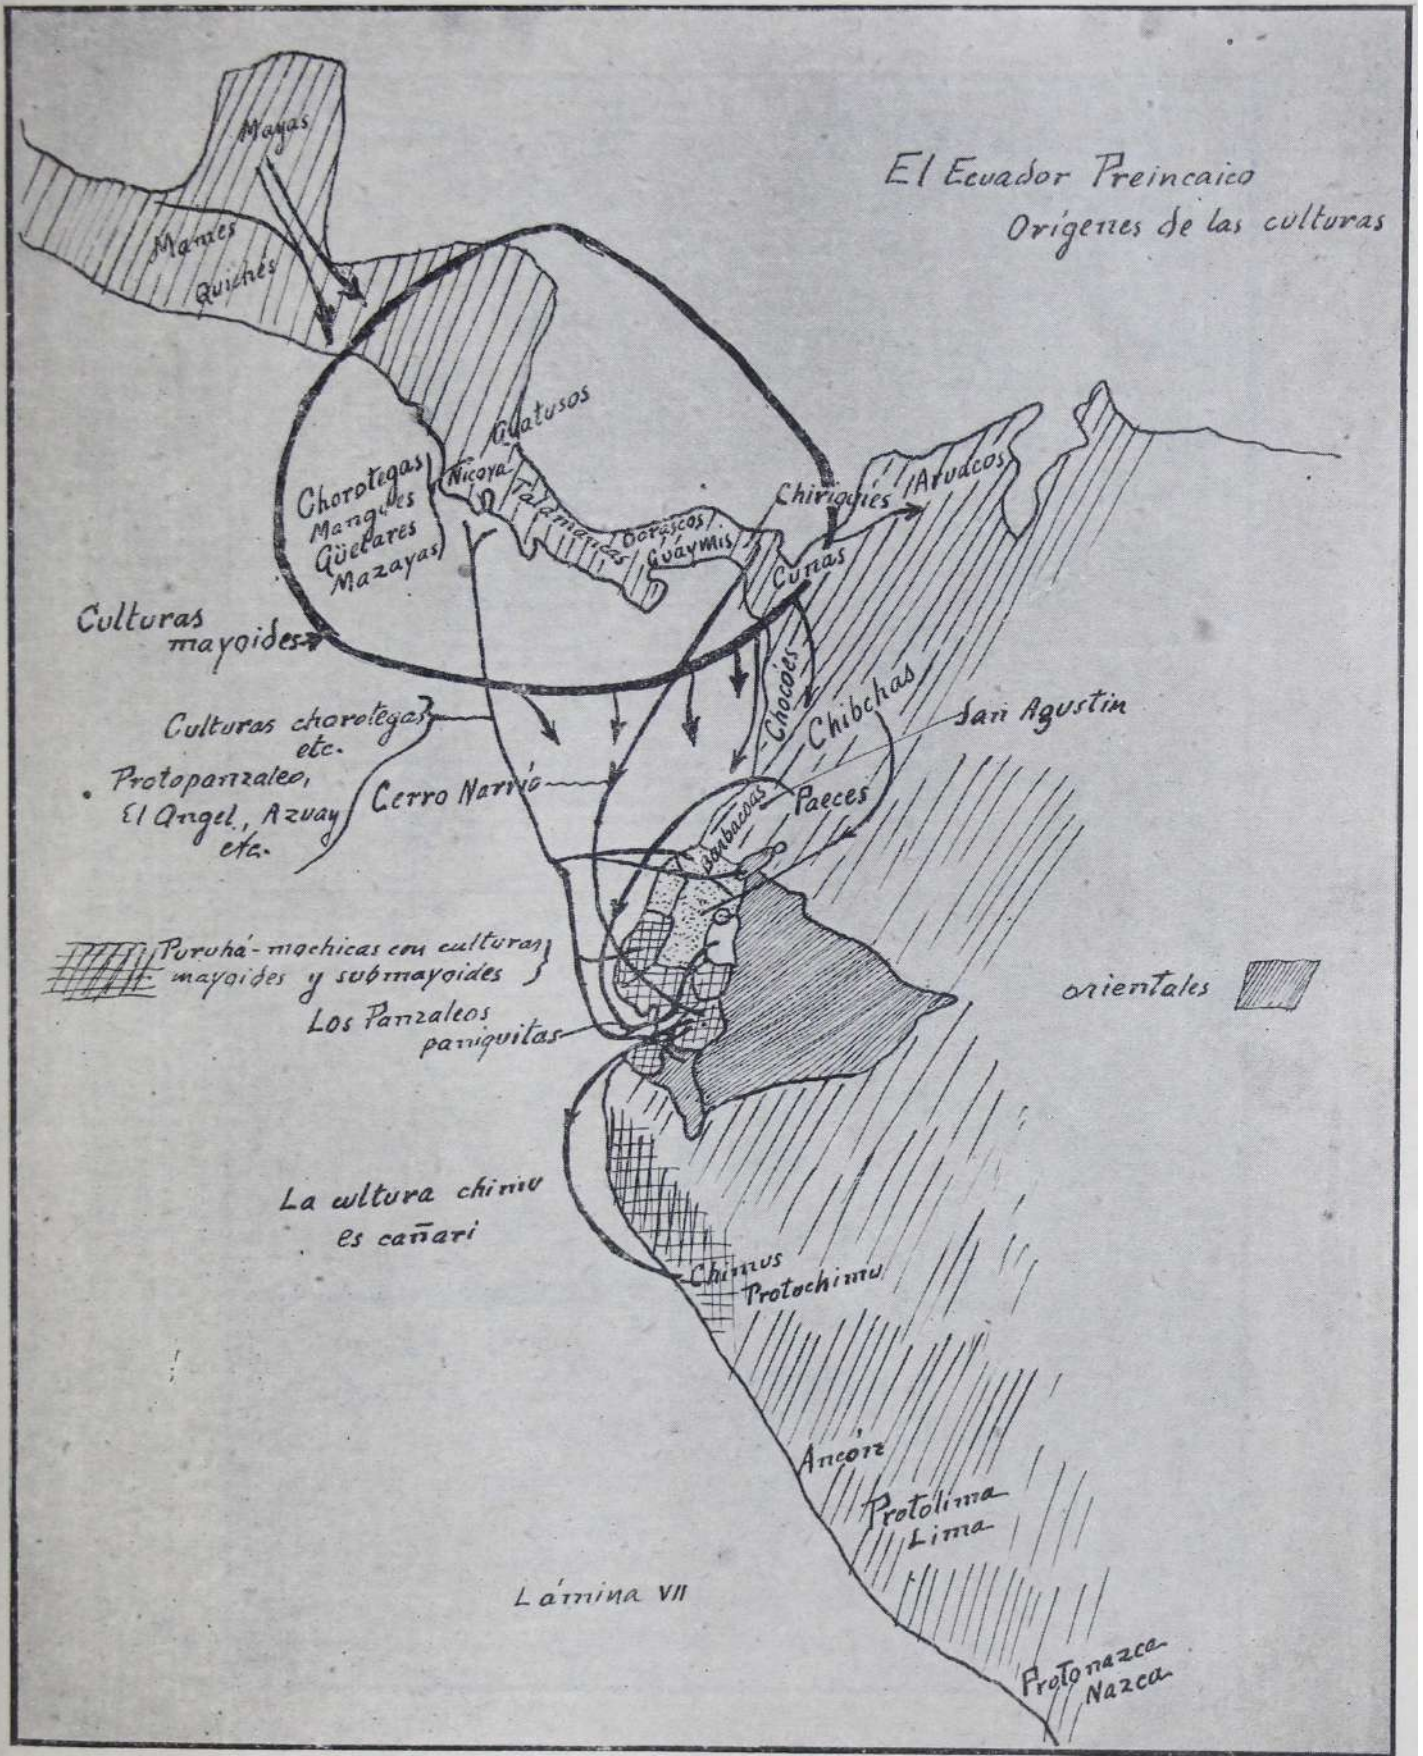 El Ecuador Preincaico
Orígenes de las culturas
Mayas
Mames
Quichés
Guatusos
Nicoya
Chorotegas
Mangues
Güetares
Mazayas
Talamancas
Doráscos
Guáymis
Chiriquíes
Aruacos
Cunas
Culturas
mayoides
Chocóes
Chibchas
San Agustín
Culturas chorotegas
etc.
Protopanzaleo,
El Angel, Azuay
etc.
Cerro Narrío
Barbacoas
Paeces
Puruhá-mochicas con culturas
mayoides y submayoides
Los Panzaleos
paniquitas
orientales
La cultura chimu
es cañari
Chimus
Protochimu
Ancón
Protolima
Lima
Lámina VII
Protonazca
Nazca